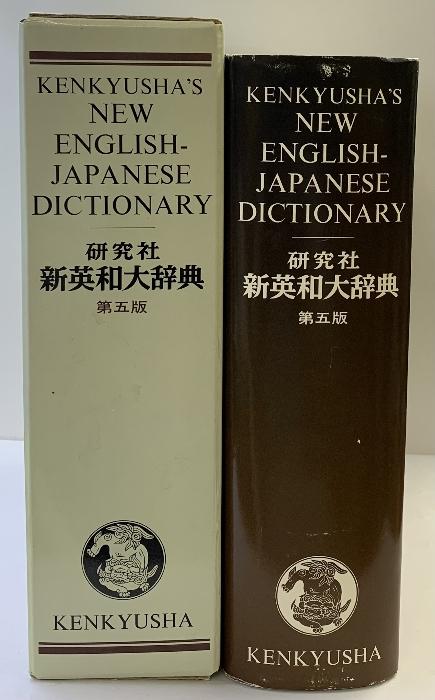 KENKYUSHA'S
NEW
ENGLISH-
JAPANESE
DICTIONARY
研究社
新英和大辞典
第五版
KENKYUSHA
KENKYUSHA'S
NEW
ENGLISH-
JAPANESE
DICTIONARY
研究社
新英和大辞典
第五版
KENKYUSHA